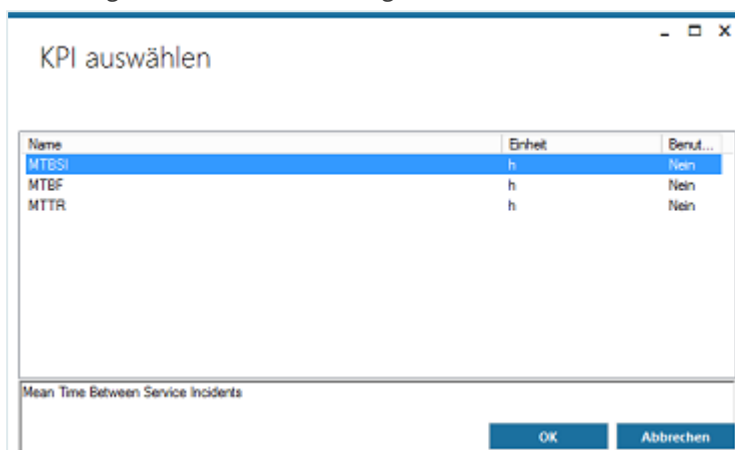 KPI auswählen
Name Einheit Benut...
MTBSI h Nein
MTBF h Nein
MTTR h Nein
Mean Time Between Service Incidents
OK Abbrechen